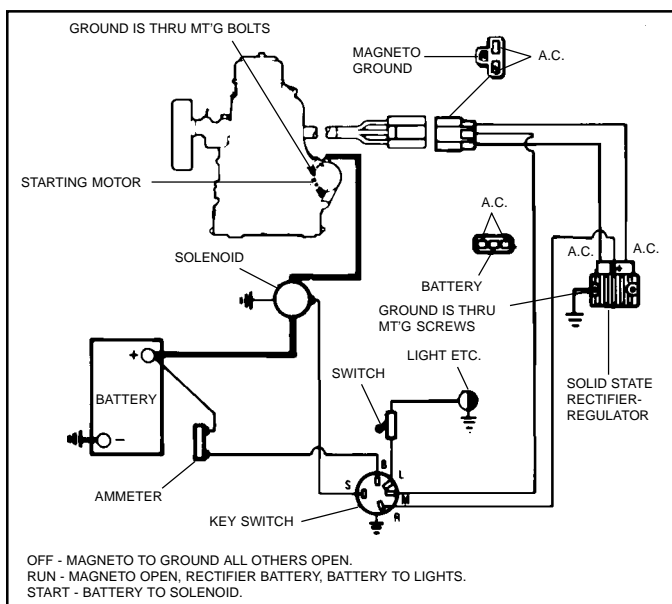 GROUND IS THRU MT'G BOLTS
MAGNETO
GROUND
A.C.
STARTING MOTOR
A.C.
SOLENOID
BATTERY
A.C.
+
A.C.
GROUND IS THRU
MT'G SCREWS
SWITCH
LIGHT ETC.
SOLID STATE
RECTIFIER-
REGULATOR
+
BATTERY
-
AMMETER
B
L
S
M
R
KEY SWITCH
OFF - MAGNETO TO GROUND ALL OTHERS OPEN.
RUN - MAGNETO OPEN, RECTIFIER BATTERY, BATTERY TO LIGHTS.
START - BATTERY TO SOLENOID.